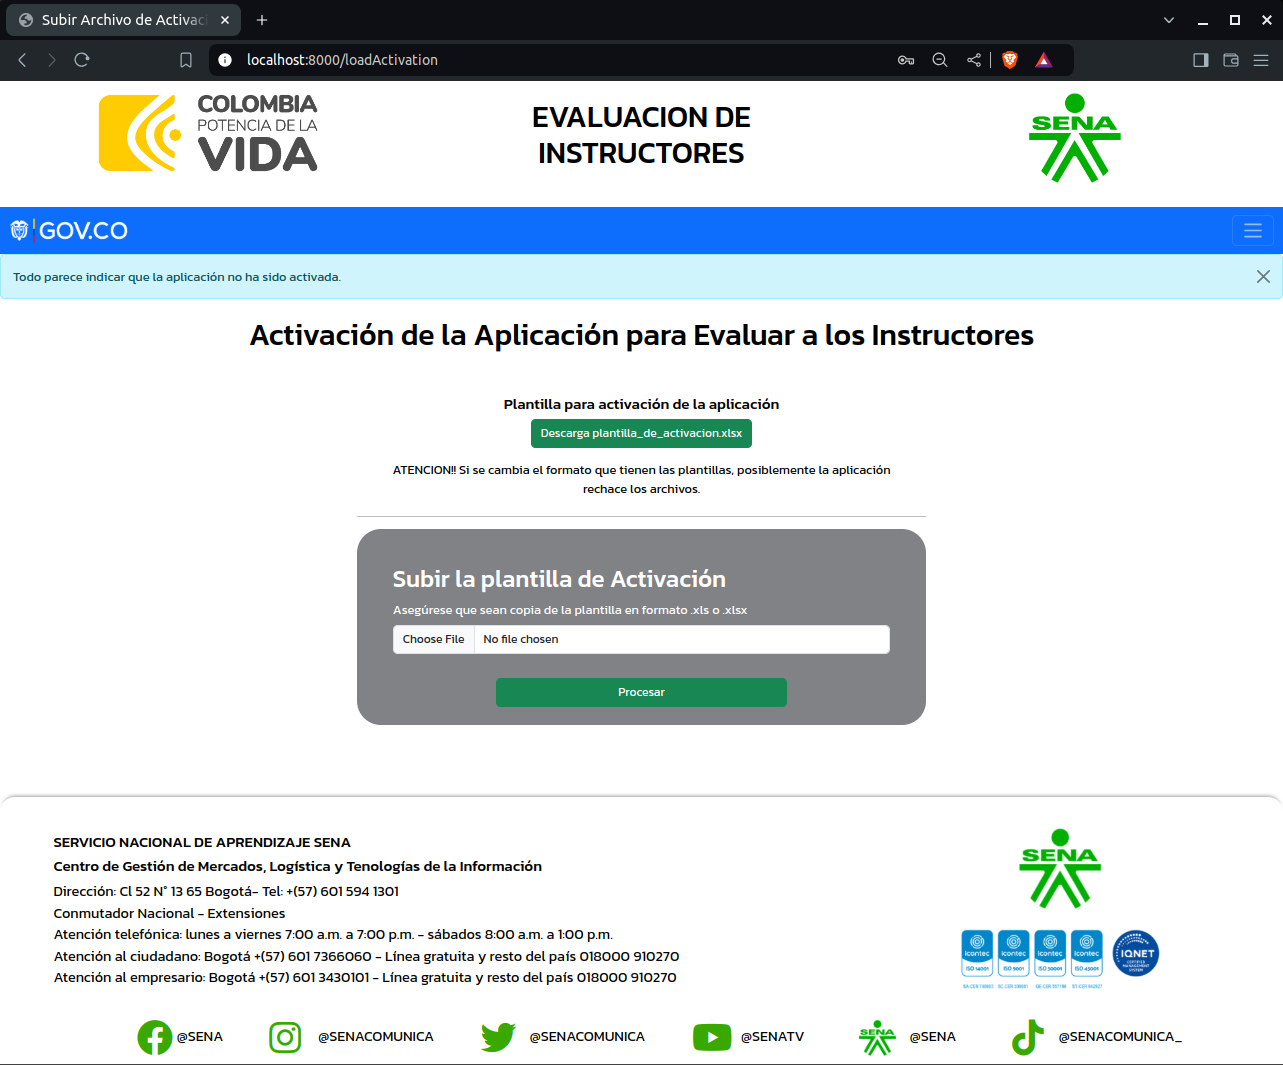 Subir Archivo de Activaci
localhost:8000/loadActivation
COLOMBIA
POTENCIA DE LA
VIDA
EVALUACION DE
INSTRUCTORES
SENA
GOV.CO
Todo parece indicar que la aplicación no ha sido activada.
Activación de la Aplicación para Evaluar a los Instructores
Plantilla para activación de la aplicación
Descarga plantilla_de_activacion.xlsx
ATENCION!! Si se cambia el formato que tienen las plantillas, posiblemente la aplicación
rechace los archivos.
Subir la plantilla de Activación
Asegúrese que sean copia de la plantilla en formato .xls o .xlsx
Choose File No file chosen
Procesar
SERVICIO NACIONAL DE APRENDIZAJE SENA
Centro de Gestión de Mercados, Logística y Tenologías de la Información
Dirección: Cl 52 N° 13 65 Bogotá- Tel: +(57) 601 594 1301
Conmutador Nacional - Extensiones
Atención telefónica: lunes a viernes 7:00 a.m. a 7:00 p.m. - sábados 8:00 a.m. a 1:00 p.m.
Atención al ciudadano: Bogotá +(57) 601 7366060 - Línea gratuita y resto del país 018000 910270
Atención al empresario: Bogotá +(57) 601 3430101 - Línea gratuita y resto del país 018000 910270
SENA
icontec icontec icontec icontec IQNET
ISO 9001
@SENA @SENACOMUNICA @SENACOMUNICA @SENATV SENA @SENA @SENACOMUNICA_